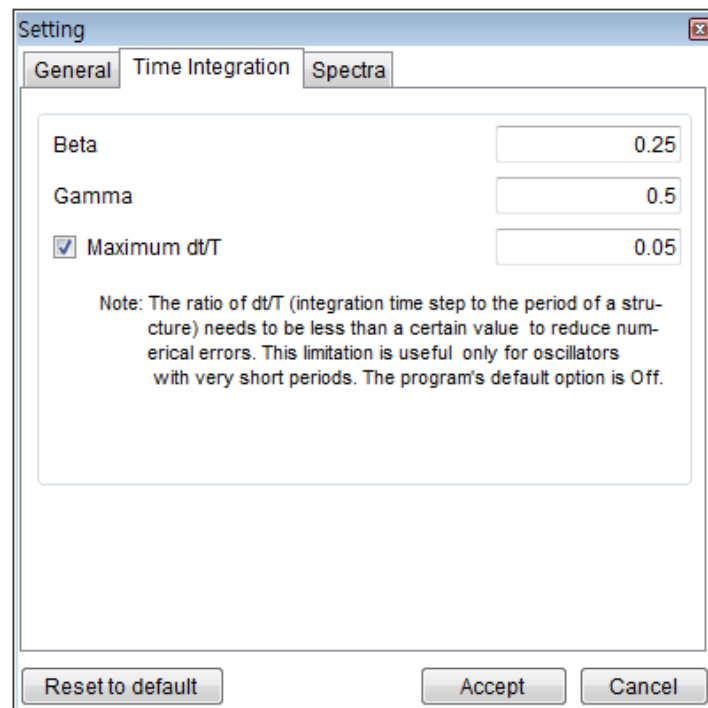 Setting
General Time Integration Spectra
Beta 0.25
Gamma 0.5
Maximum dt/T 0.05
Note: The ratio of dt/T (integration time step to the period of a stru-
cture) needs to be less than a certain value to reduce num-
erical errors. This limitation is useful only for oscillators
with very short periods. The program's default option is Off.
Reset to default Accept Cancel